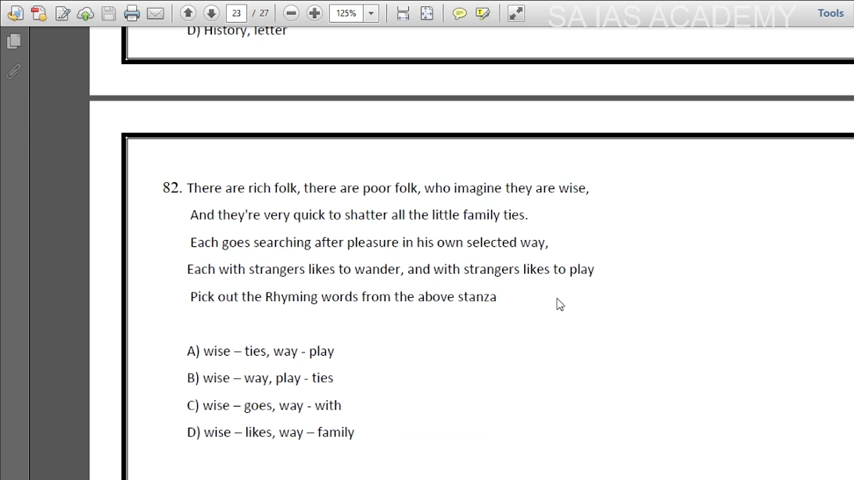 23 / 27
125%
SA IAS ACADEMY
Tools
D) History, letter
82. There are rich folk, there are poor folk, who imagine they are wise,
And they're very quick to shatter all the little family ties.
Each goes searching after pleasure in his own selected way,
Each with strangers likes to wander, and with strangers likes to play
Pick out the Rhyming words from the above stanza
A) wise – ties, way - play
B) wise – way, play - ties
C) wise – goes, way - with
D) wise – likes, way – family